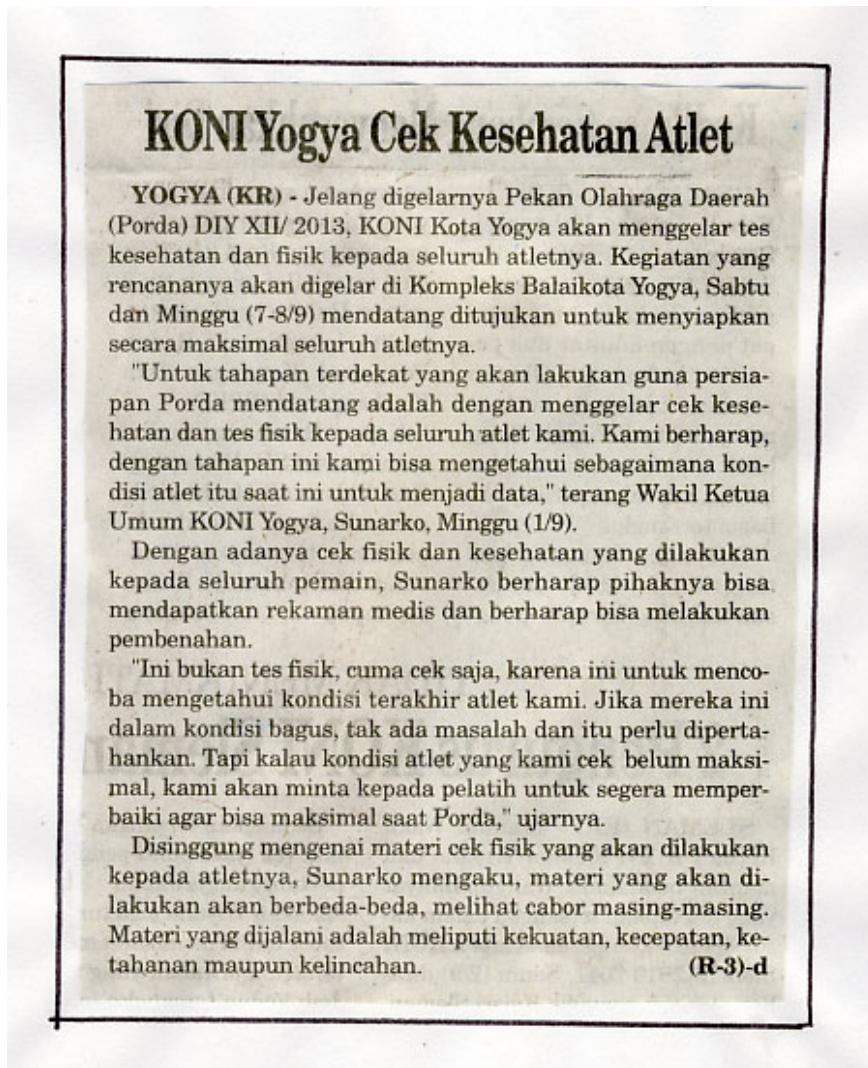 KONI Yogya Cek Kesehatan Atlet
YOGYA (KR) - Jelang digelarnya Pekan Olahraga Daerah
(Porda) DIY XII/ 2013, KONI Kota Yogya akan menggelar tes
kesehatan dan fisik kepada seluruh atletnya. Kegiatan yang
rencananya akan digelar di Kompleks Balaikota Yogya, Sabtu
dan Minggu (7-8/9) mendatang ditujukan untuk menyiapkan
secara maksimal seluruh atletnya.
"Untuk tahapan terdekat yang akan lakukan guna persia-
pan Porda mendatang adalah dengan menggelar cek kese-
hatan dan tes fisik kepada seluruh atlet kami. Kami berharap,
dengan tahapan ini kami bisa mengetahui sebagaimana kon-
disi atlet itu saat ini untuk menjadi data," terang Wakil Ketua
Umum KONI Yogya, Sunarko, Minggu (1/9).
Dengan adanya cek fisik dan kesehatan yang dilakukan
kepada seluruh pemain, Sunarko berharap pihaknya bisa
mendapatkan rekaman medis dan berharap bisa melakukan
pembenahan.
"Ini bukan tes fisik, cuma cek saja, karena ini untuk menco-
ba mengetahui kondisi terakhir atlet kami. Jika mereka ini
dalam kondisi bagus, tak ada masalah dan itu perlu diperta-
hankan. Tapi kalau kondisi atlet yang kami cek belum maksi-
mal, kami akan minta kepada pelatih untuk segera memper-
baiki agar bisa maksimal saat Porda," ujarnya.
Disinggung mengenai materi cek fisik yang akan dilakukan
kepada atletnya, Sunarko mengaku, materi yang akan di-
lakukan akan berbeda-beda, melihat cabor masing-masing.
Materi yang dijalani adalah meliputi kekuatan, kecepatan, ke-
tahanan maupun kelincahan. (R-3)-d